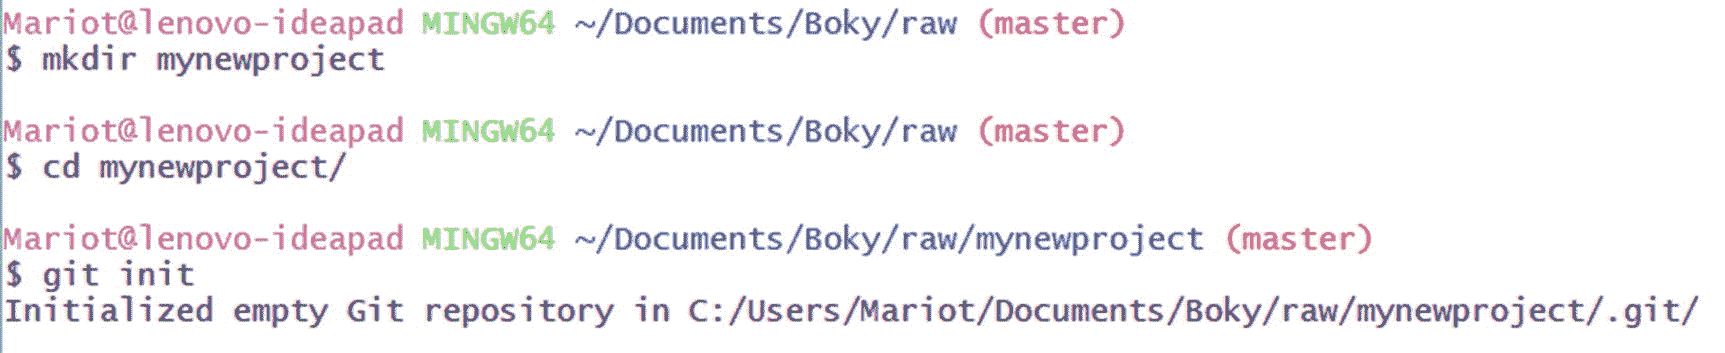 Mariot@lenovo-ideapad MINGW64 ~/Documents/Boky/raw (master)
$ mkdir mynewproject
Mariot@lenovo-ideapad MINGW64 ~/Documents/Boky/raw (master)
$ cd mynewproject/
Mariot@lenovo-ideapad MINGW64 ~/Documents/Boky/raw/mynewproject (master)
$ git init
Initialized empty Git repository in C:/Users/Mariot/Documents/Boky/raw/mynewproject/.git/